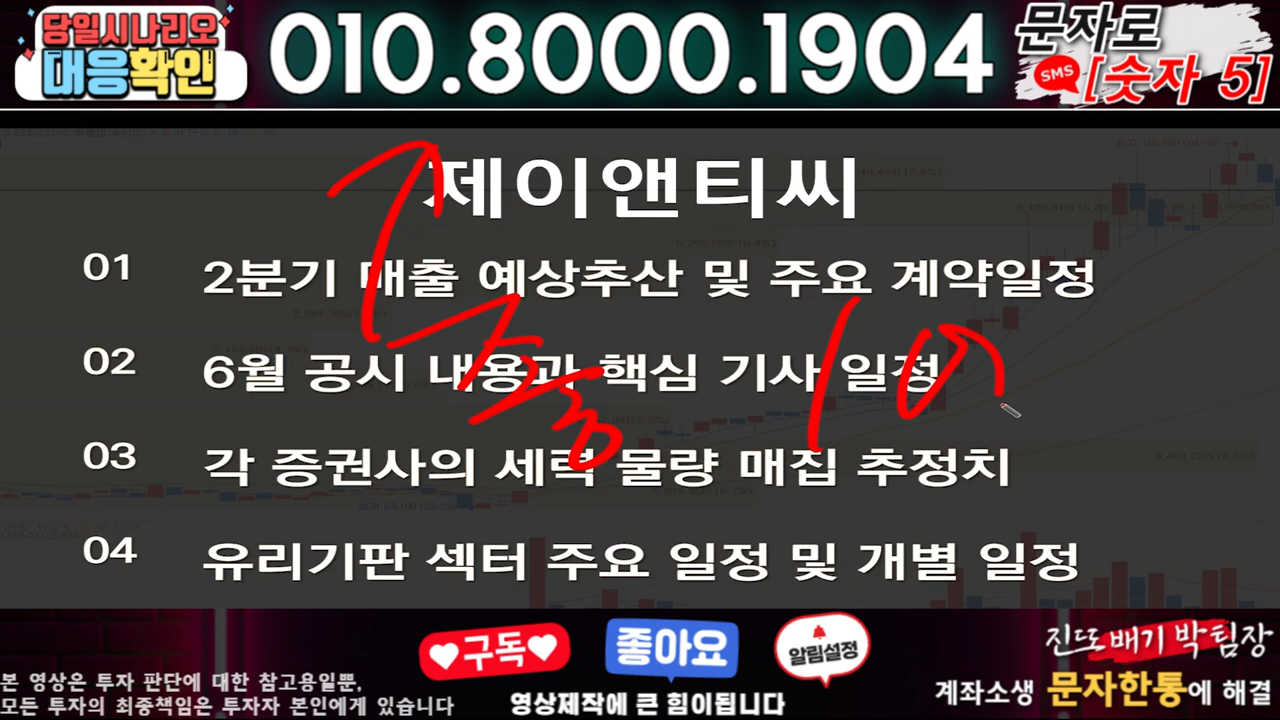 당일시나리오
대응확인
010.8000.1904
문자로
SMS
[숫자 5]
제이앤티씨
01 2분기 매출 예상추산 및 주요 계약일정
02 6월 공시 내용과 핵심 기사 일정
03 각 증권사의 세력 물량 매집 추정치
04 유리기판 섹터 주요 일정 및 개별 일정
구독
좋아요
알림설정
영상제작에 큰 힘이됩니다
본 영상은 투자 판단에 대한 참고용일뿐,
모든 투자의 최종책임은 투자자 본인에게 있습니다
진또배기 박팀장
계좌소생 문자한통에 해결